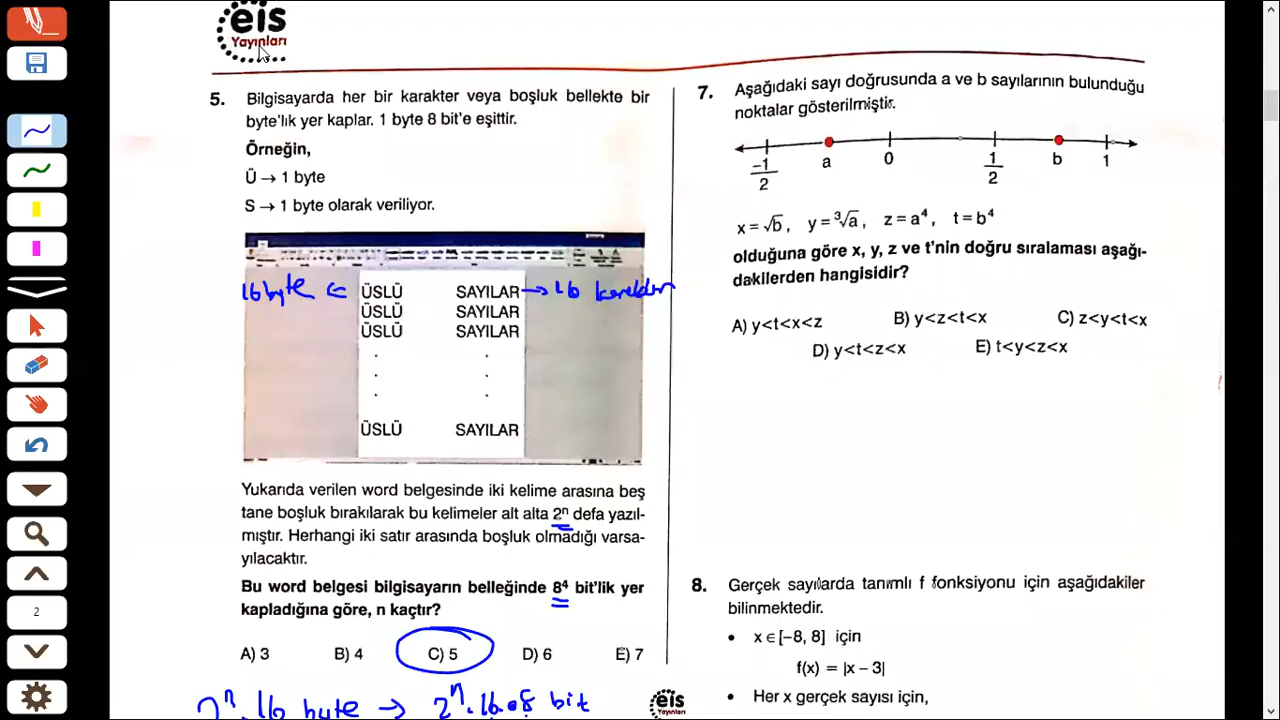 eis
Yayınları
5. Bilgisayarda her bir karakter veya boşluk bellekte bir
byte'lık yer kaplar. 1 byte 8 bit'e eşittir.
Örneğin,
Ü → 1 byte
S → 1 byte olarak veriliyor.
16 byte ← ÜSLÜ SAYILAR → 16 karakter
ÜSLÜ SAYILAR
ÜSLÜ SAYILAR
. .
. .
. .
ÜSLÜ SAYILAR
Yukarıda verilen word belgesinde iki kelime arasına beş
tane boşluk bırakılarak bu kelimeler alt alta 2ⁿ defa yazıl-
mıştır. Herhangi iki satır arasında boşluk olmadığı varsa-
yılacaktır.
Bu word belgesi bilgisayarın belleğinde 8⁴ bit'lik yer
kapladığına göre, n kaçtır?
A) 3 B) 4 C) 5 D) 6 E) 7
2ⁿ . 16 byte → 2ⁿ . 16 . 8 bit
7. Aşağıdaki sayı doğrusunda a ve b sayılarının bulunduğu
noktalar gösterilmiştir.
-1/2 a 0 1/2 b 1
x = √b, y = ³√a, z = a⁴, t = b⁴
olduğuna göre x, y, z ve t'nin doğru sıralaması aşağı-
dakilerden hangisidir?
A) y<t<x<z B) y<z<t<x C) z<y<t<x
D) y<t<z<x E) t<y<z<x
8. Gerçek sayılarda tanımlı f fonksiyonu için aşağıdakiler
bilinmektedir.
• x ∈ [–8, 8] için
f(x) = |x – 3|
• Her x gerçek sayısı için,
eis
Yayınları
2